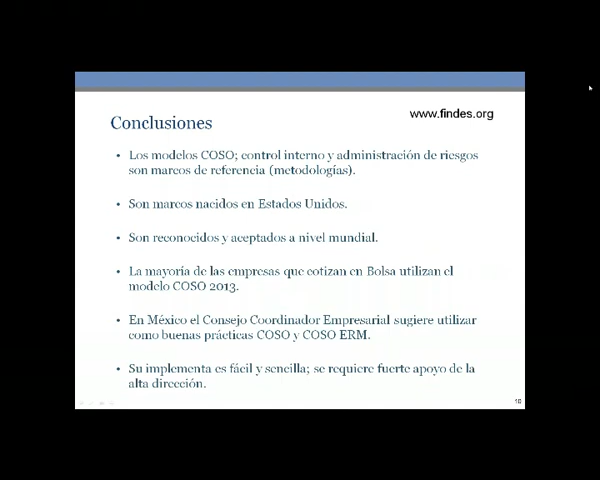 www.findes.org
Conclusiones
• Los modelos COSO; control interno y administración de riesgos
son marcos de referencia (metodologías).
• Son marcos nacidos en Estados Unidos.
• Son reconocidos y aceptados a nivel mundial.
• La mayoría de las empresas que cotizan en Bolsa utilizan el
modelo COSO 2013.
• En México el Consejo Coordinador Empresarial sugiere utilizar
como buenas prácticas COSO y COSO ERM.
• Su implementa es fácil y sencilla; se requiere fuerte apoyo de la
alta dirección.